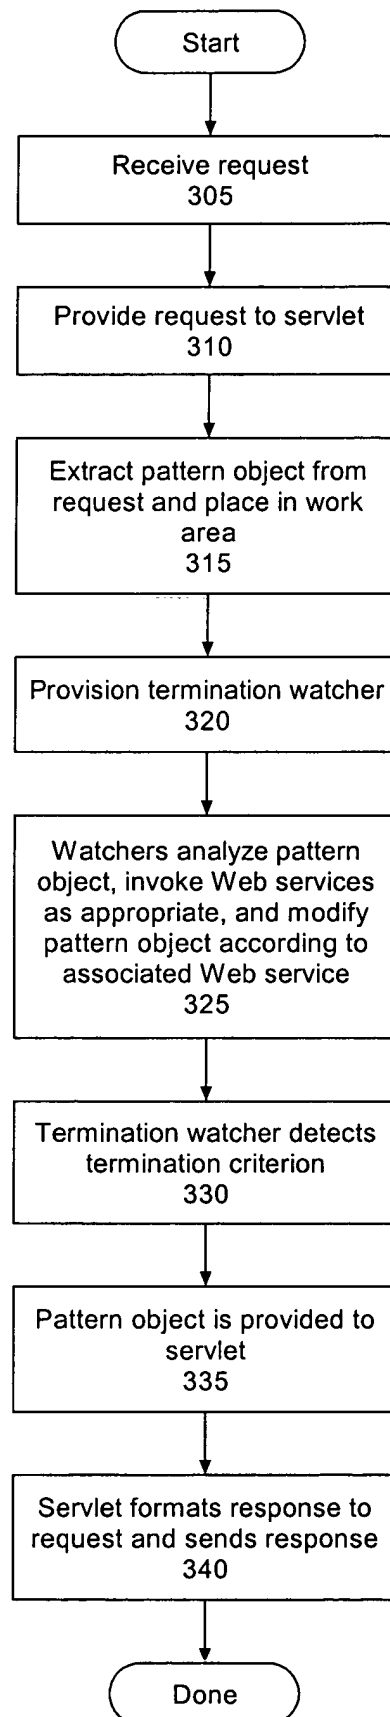 Start
Receive request
305
Provide request to servlet
310
Extract pattern object from
request and place in work
area
315
Provision termination watcher
320
Watchers analyze pattern
object, invoke Web services
as appropriate, and modify
pattern object according to
associated Web service
325
Termination watcher detects
termination criterion
330
Pattern object is provided to
servlet
335
Servlet formats response to
request and sends response
340
Done